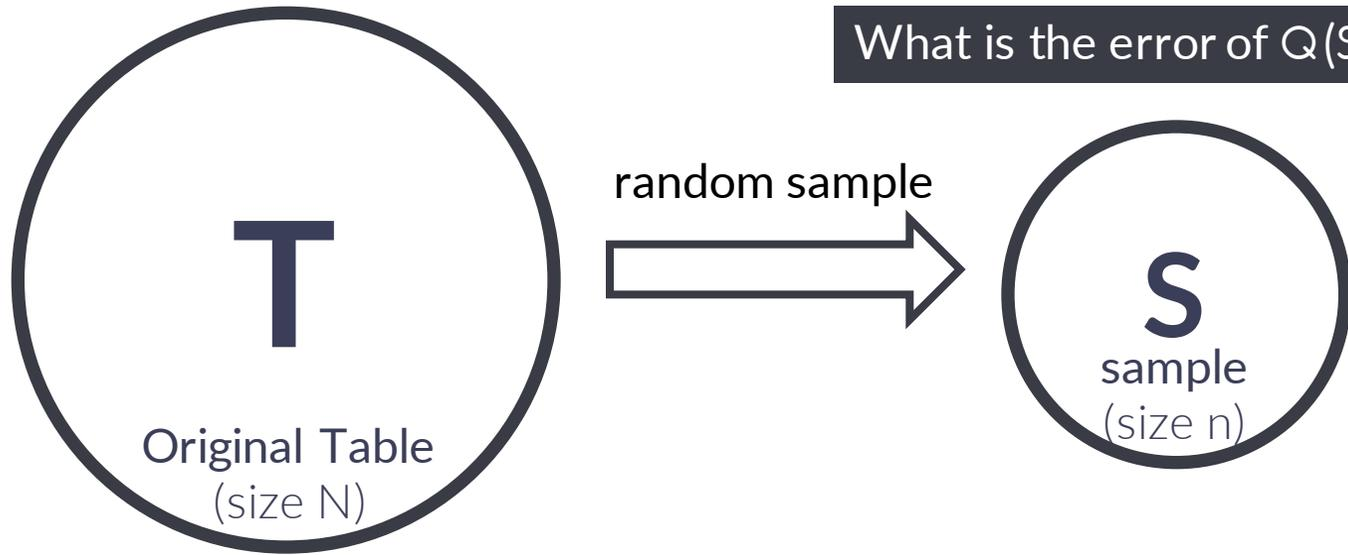 What is the error of Q(S
random sample
T
Original Table
(size N)
S
sample
(size n)